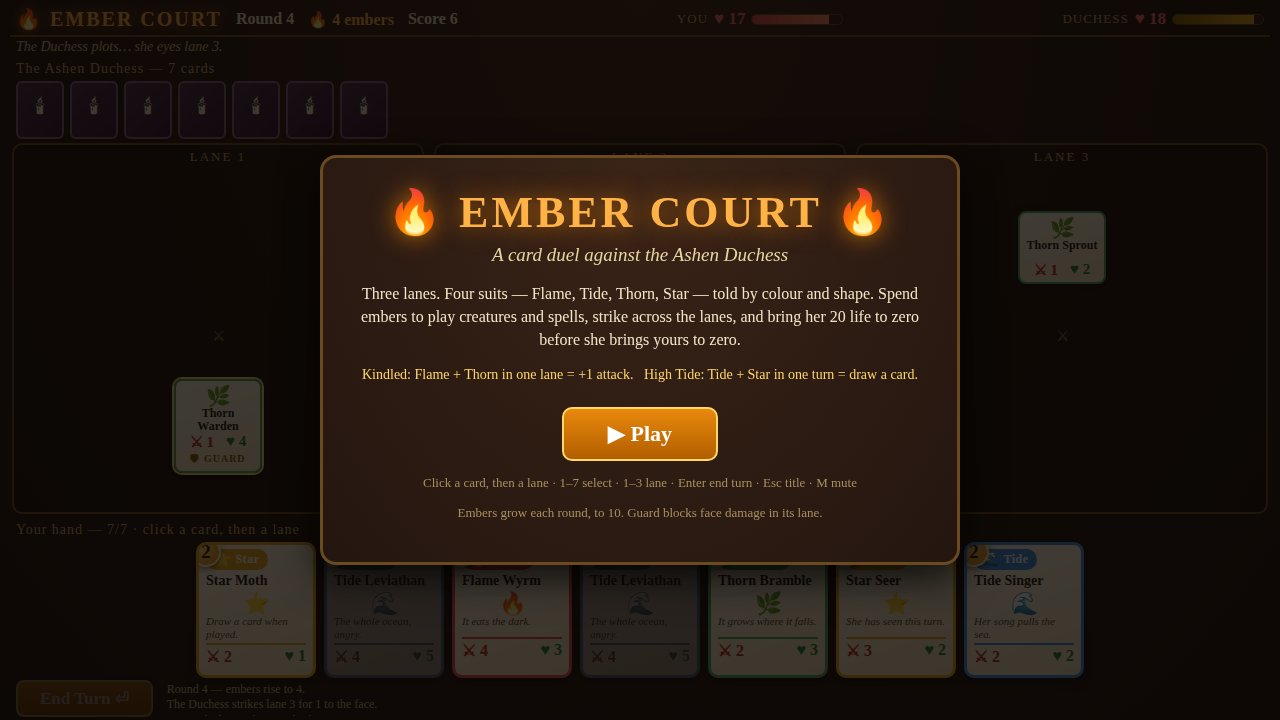 EMBER COURT Round 4 4 embers Score 6 YOU ♥ 17 DUCHESS ♥ 18
The Duchess plots… she eyes lane 3.
The Ashen Duchess — 7 cards
LANE 1 LANE 3
EMBER COURT
A card duel against the Ashen Duchess
Three lanes. Four suits — Flame, Tide, Thorn, Star — told by colour and shape. Spend
embers to play creatures and spells, strike across the lanes, and bring her 20 life to zero
before she brings yours to zero.
Kindled: Flame + Thorn in one lane = +1 attack. High Tide: Tide + Star in one turn = draw a card.
▶ Play
Click a card, then a lane · 1–7 select · 1–3 lane · Enter end turn · Esc title · M mute
Embers grow each round, to 10. Guard blocks face damage in its lane.
Thorn Sprout
⚔ 1 ♥ 2
Thorn
Warden
⚔ 1 ♥ 4
GUARD
Your hand — 7/7 · click a card, then a lane
2 Star
Star Moth
Draw a card when
played.
⚔ 2 ♥ 1
Tide Leviathan
The whole ocean,
angry.
⚔ 4 ♥ 5
Flame Wyrm
It eats the dark.
⚔ 4 ♥ 3
Tide Leviathan
The whole ocean,
angry.
⚔ 4 ♥ 5
Thorn Bramble
It grows where it falls.
⚔ 2 ♥ 3
Star Seer
She has seen this turn.
⚔ 3 ♥ 2
2 Tide
Tide Singer
Her song pulls the
sea.
⚔ 2 ♥ 2
End Turn ⏎
Round 4 — embers rise to 4.
The Duchess strikes lane 3 for 1 to the face.